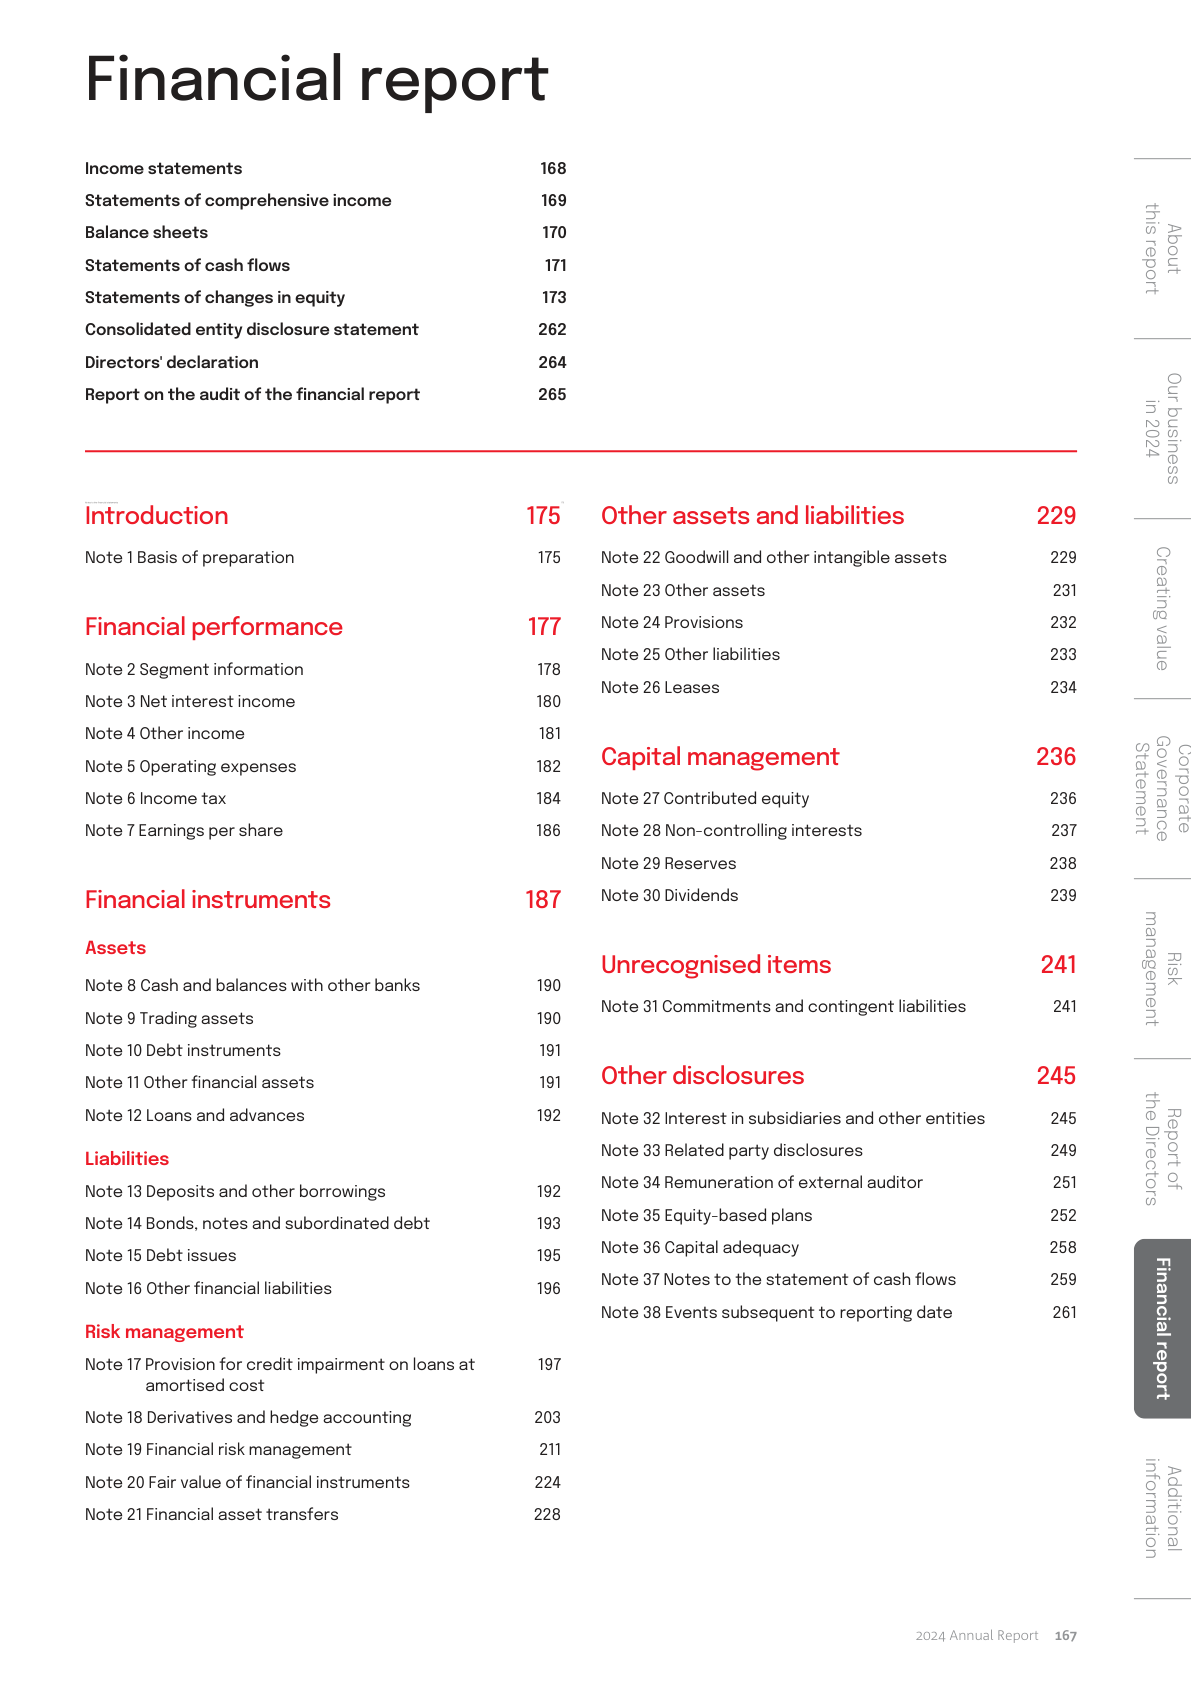 Financial report
Income statements 168
Statements of comprehensive income 169
Balance sheets 170
Statements of cash flows 171
Statements of changes in equity 173
Consolidated entity disclosure statement 262
Directors' declaration 264
Report on the audit of the financial report 265
Introduction 175
Note 1 Basis of preparation 175
Financial performance 177
Note 2 Segment information 178
Note 3 Net interest income 180
Note 4 Other income 181
Note 5 Operating expenses 182
Note 6 Income tax 184
Note 7 Earnings per share 186
Financial instruments 187
Assets
Note 8 Cash and balances with other banks 190
Note 9 Trading assets 190
Note 10 Debt instruments 191
Note 11 Other financial assets 191
Note 12 Loans and advances 192
Liabilities
Note 13 Deposits and other borrowings 192
Note 14 Bonds, notes and subordinated debt 193
Note 15 Debt issues 195
Note 16 Other financial liabilities 196
Risk management
Note 17 Provision for credit impairment on loans at 197
amortised cost
Note 18 Derivatives and hedge accounting 203
Note 19 Financial risk management 211
Note 20 Fair value of financial instruments 224
Note 21 Financial asset transfers 228
Other assets and liabilities 229
Note 22 Goodwill and other intangible assets 229
Note 23 Other assets 231
Note 24 Provisions 232
Note 25 Other liabilities 233
Note 26 Leases 234
Capital management 236
Note 27 Contributed equity 236
Note 28 Non-controlling interests 237
Note 29 Reserves 238
Note 30 Dividends 239
Unrecognised items 241
Note 31 Commitments and contingent liabilities 241
Other disclosures 245
Note 32 Interest in subsidiaries and other entities 245
Note 33 Related party disclosures 249
Note 34 Remuneration of external auditor 251
Note 35 Equity-based plans 252
Note 36 Capital adequacy 258
Note 37 Notes to the statement of cash flows 259
Note 38 Events subsequent to reporting date 261
About
this report
Our business
in 2024
Creating value
Corporate
Governance
Statement
Risk
management
Report of
the Directors
Financial report
Additional
information
2024 Annual Report 167